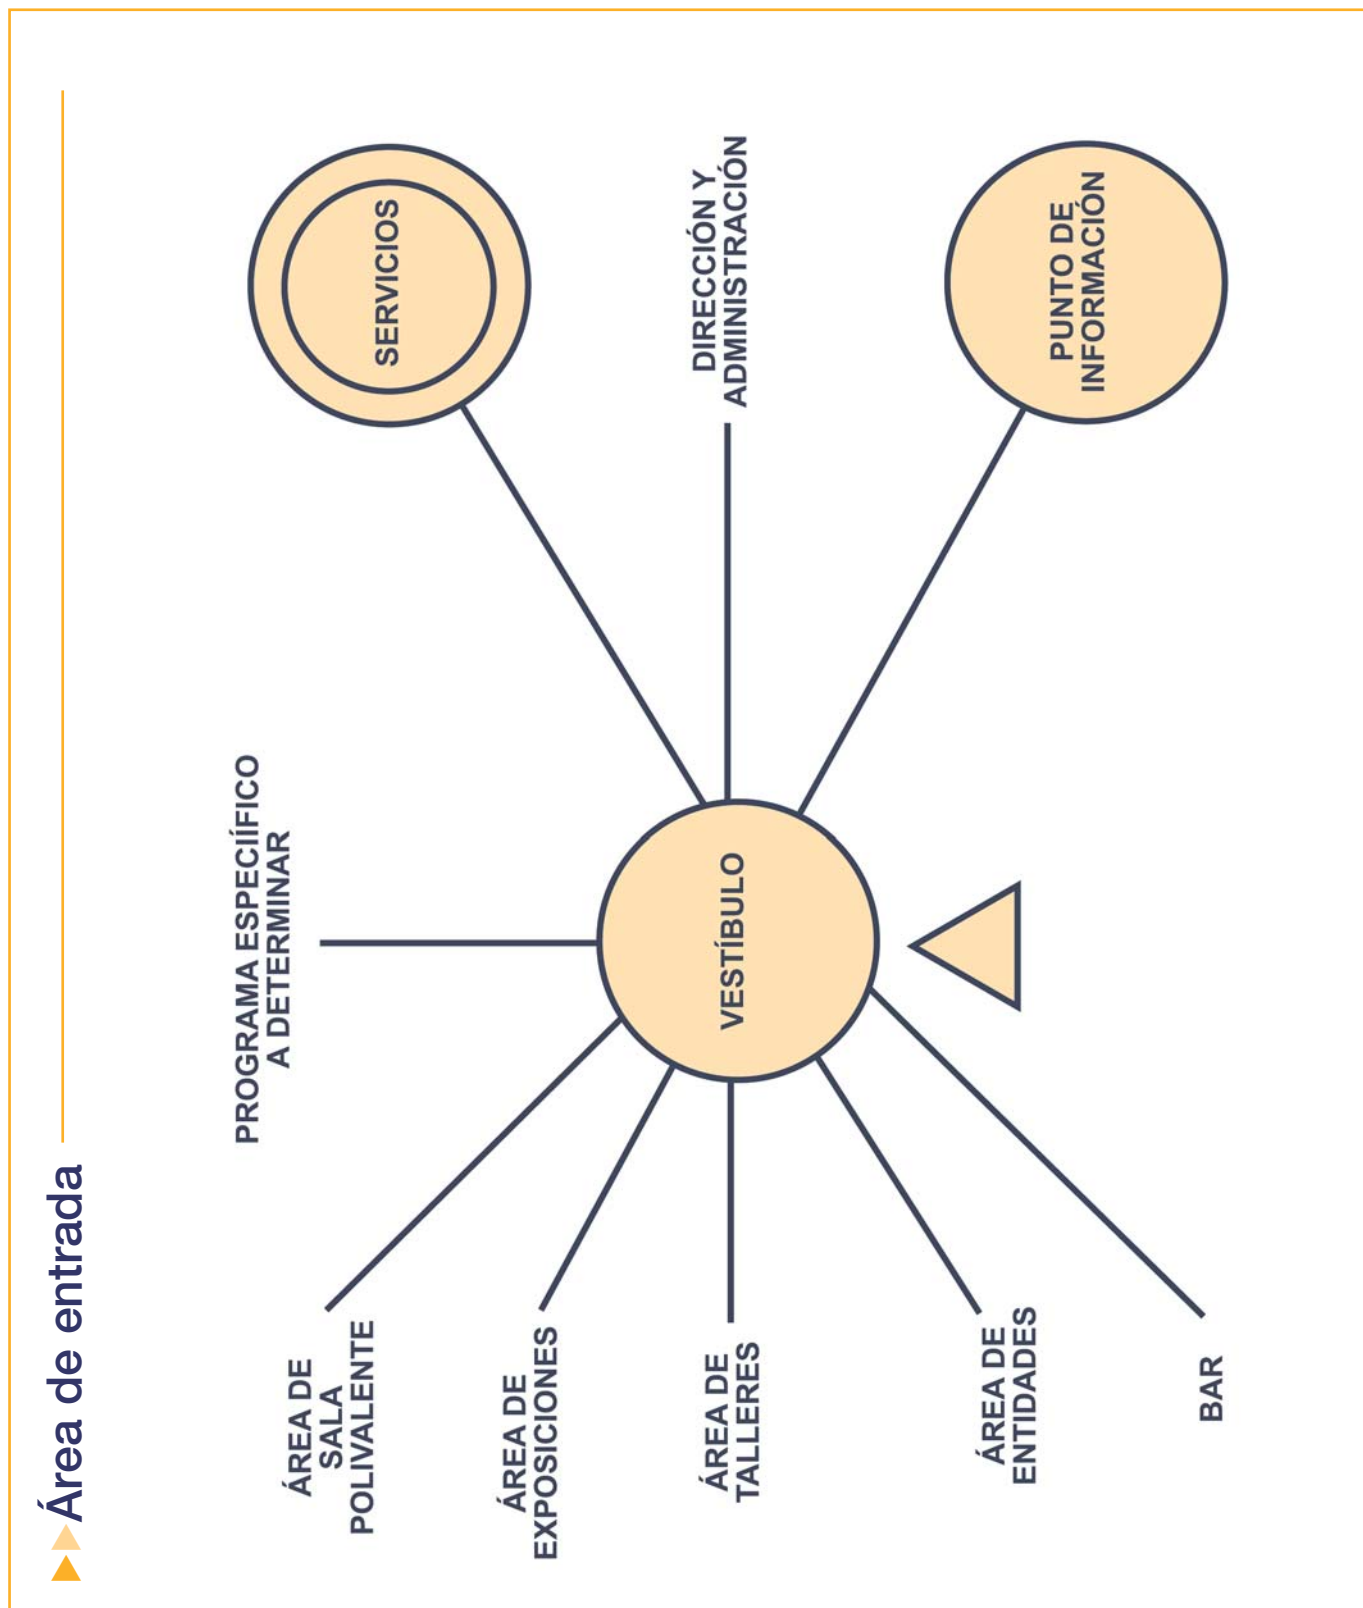 Área de entrada
PROGRAMA ESPECIÍFICO
A DETERMINAR
SERVICIOS
ÁREA DE
SALA
POLIVALENTE
ÁREA DE
EXPOSICIONES
ÁREA DE
TALLERES
VESTÍBULO
DIRECCIÓN Y
ADMINISTRACIÓN
ÁREA DE
ENTIDADES
BAR
PUNTO DE
INFORMACIÓN